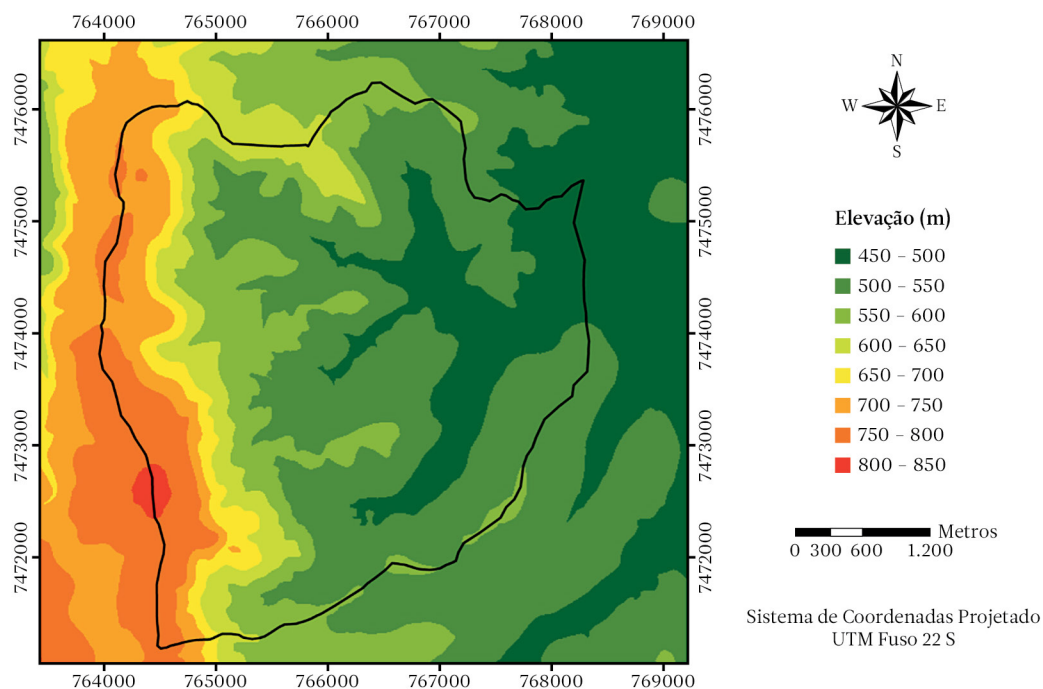 764000 765000 766000 767000 768000 769000
7476000
7475000
7474000
7473000
7472000
7476000
7475000
7474000
7473000
7472000
764000 765000 766000 767000 768000 769000
N
W E
S
Elevação (m)
450 – 500
500 – 550
550 – 600
600 – 650
650 – 700
700 – 750
750 – 800
800 – 850
Metros
0 300 600 1.200
Sistema de Coordenadas Projetado
UTM Fuso 22 S